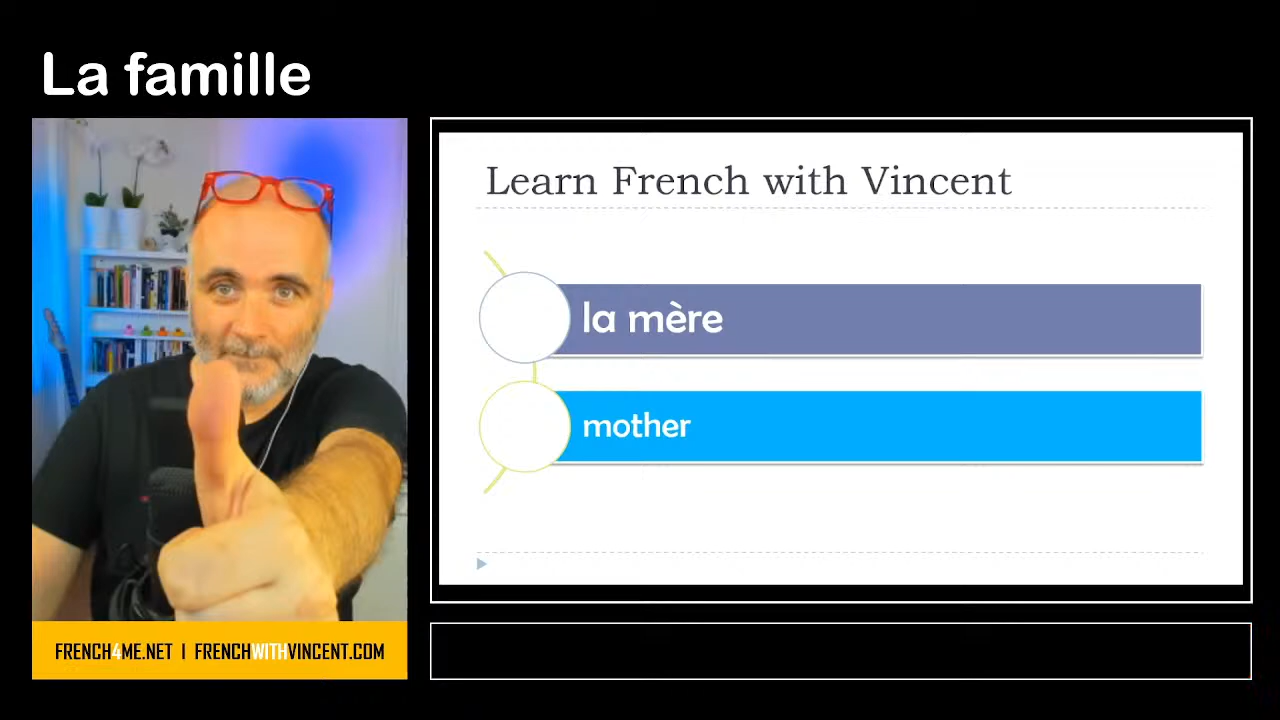 La famille
Learn French with Vincent
la mère
mother
FRENCH4ME.NET I FRENCHWITHVINCENT.COM